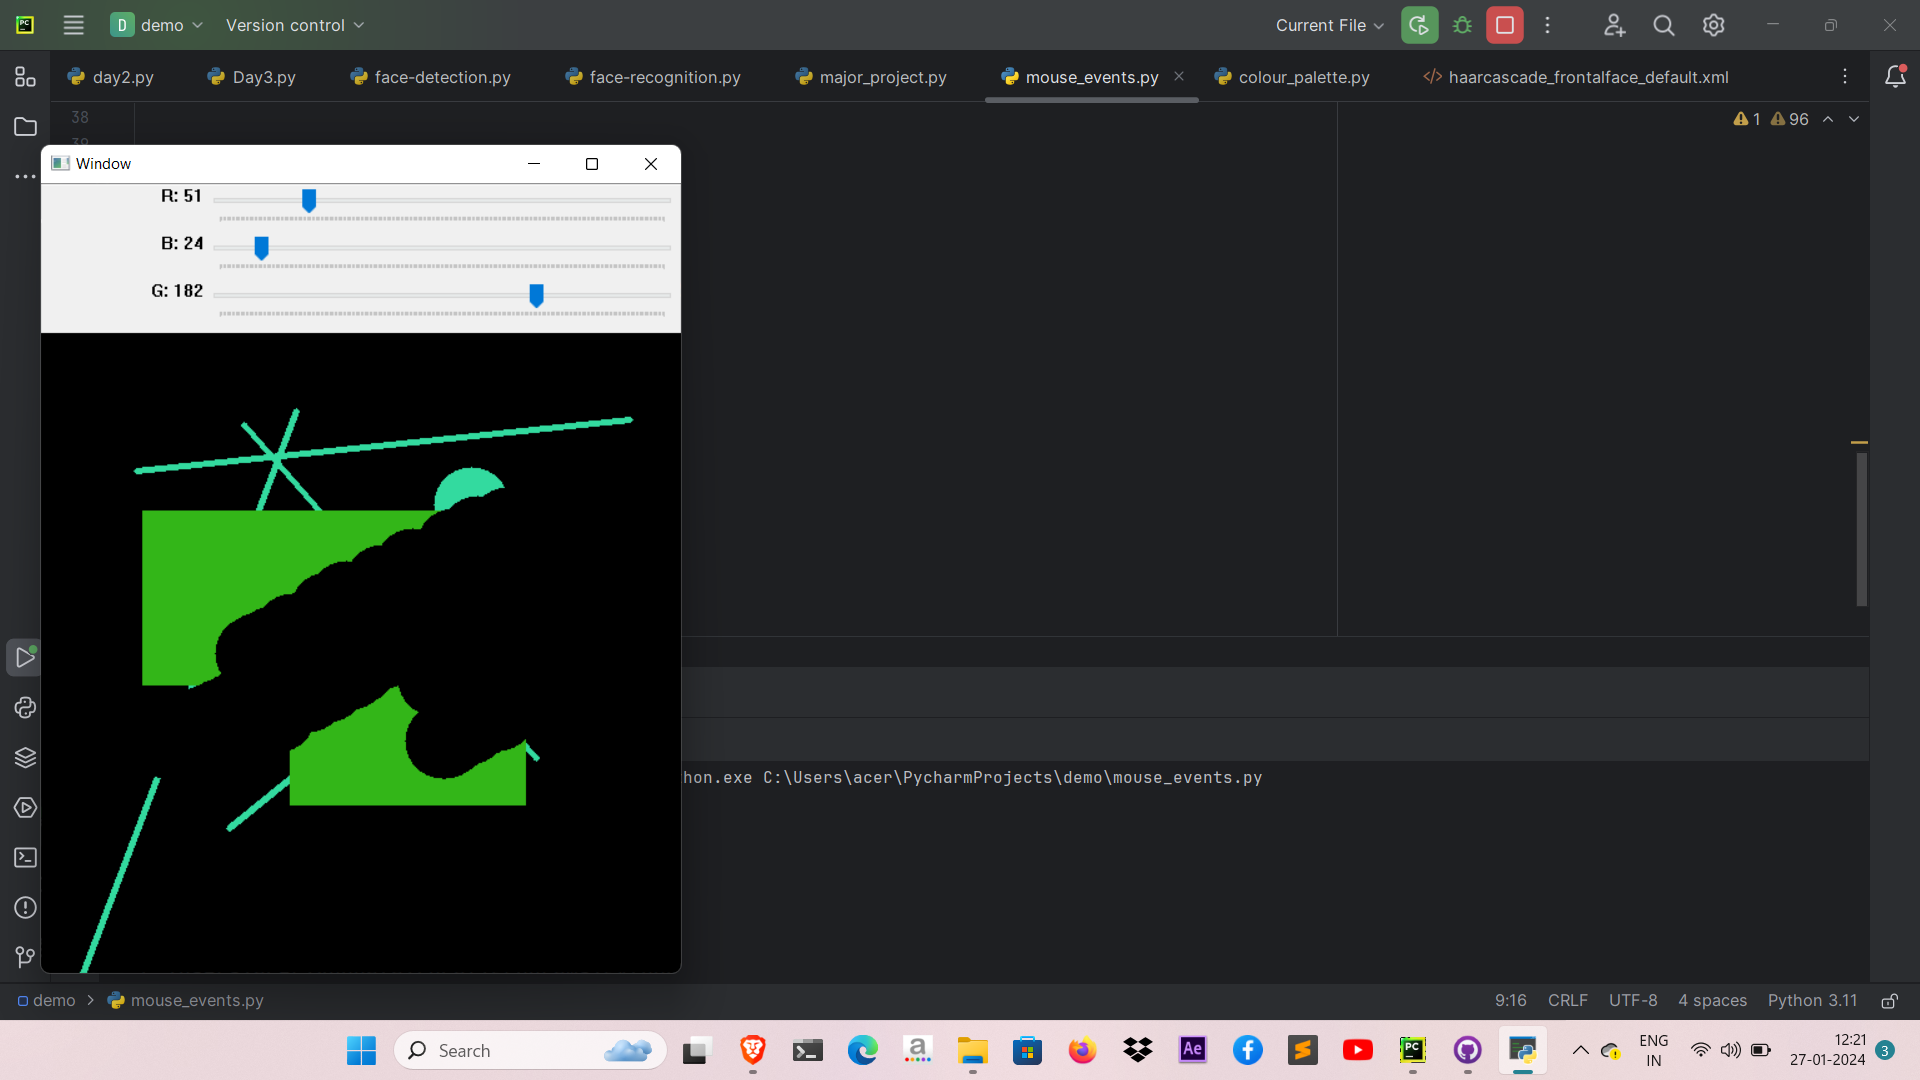 PC
D demo Version control Current File
day2.py Day3.py face-detection.py face-recognition.py major_project.py mouse_events.py colour_palette.py haarcascade_frontalface_default.xml
38
1 96
Window
R: 51
B: 24
G: 182
hon.exe C:\Users\acer\PycharmProjects\demo\mouse_events.py
demo > mouse_events.py 9:16 CRLF UTF-8 4 spaces Python 3.11
Search a Ae PC
ENG
IN
12:21
27-01-2024
3